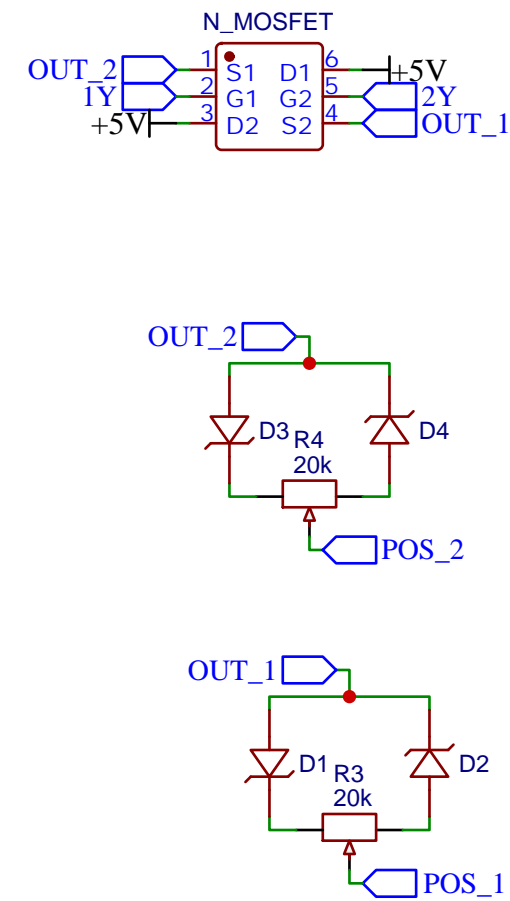 N_MOSFET
OUT_2 1 S1 D1 6 +5V
1Y 2 G1 G2 5 2Y
+5V 3 D2 S2 4 OUT_1
OUT_2
D3 R4 D4
20k
POS_2
OUT_1
D1 R3 D2
20k
POS_1